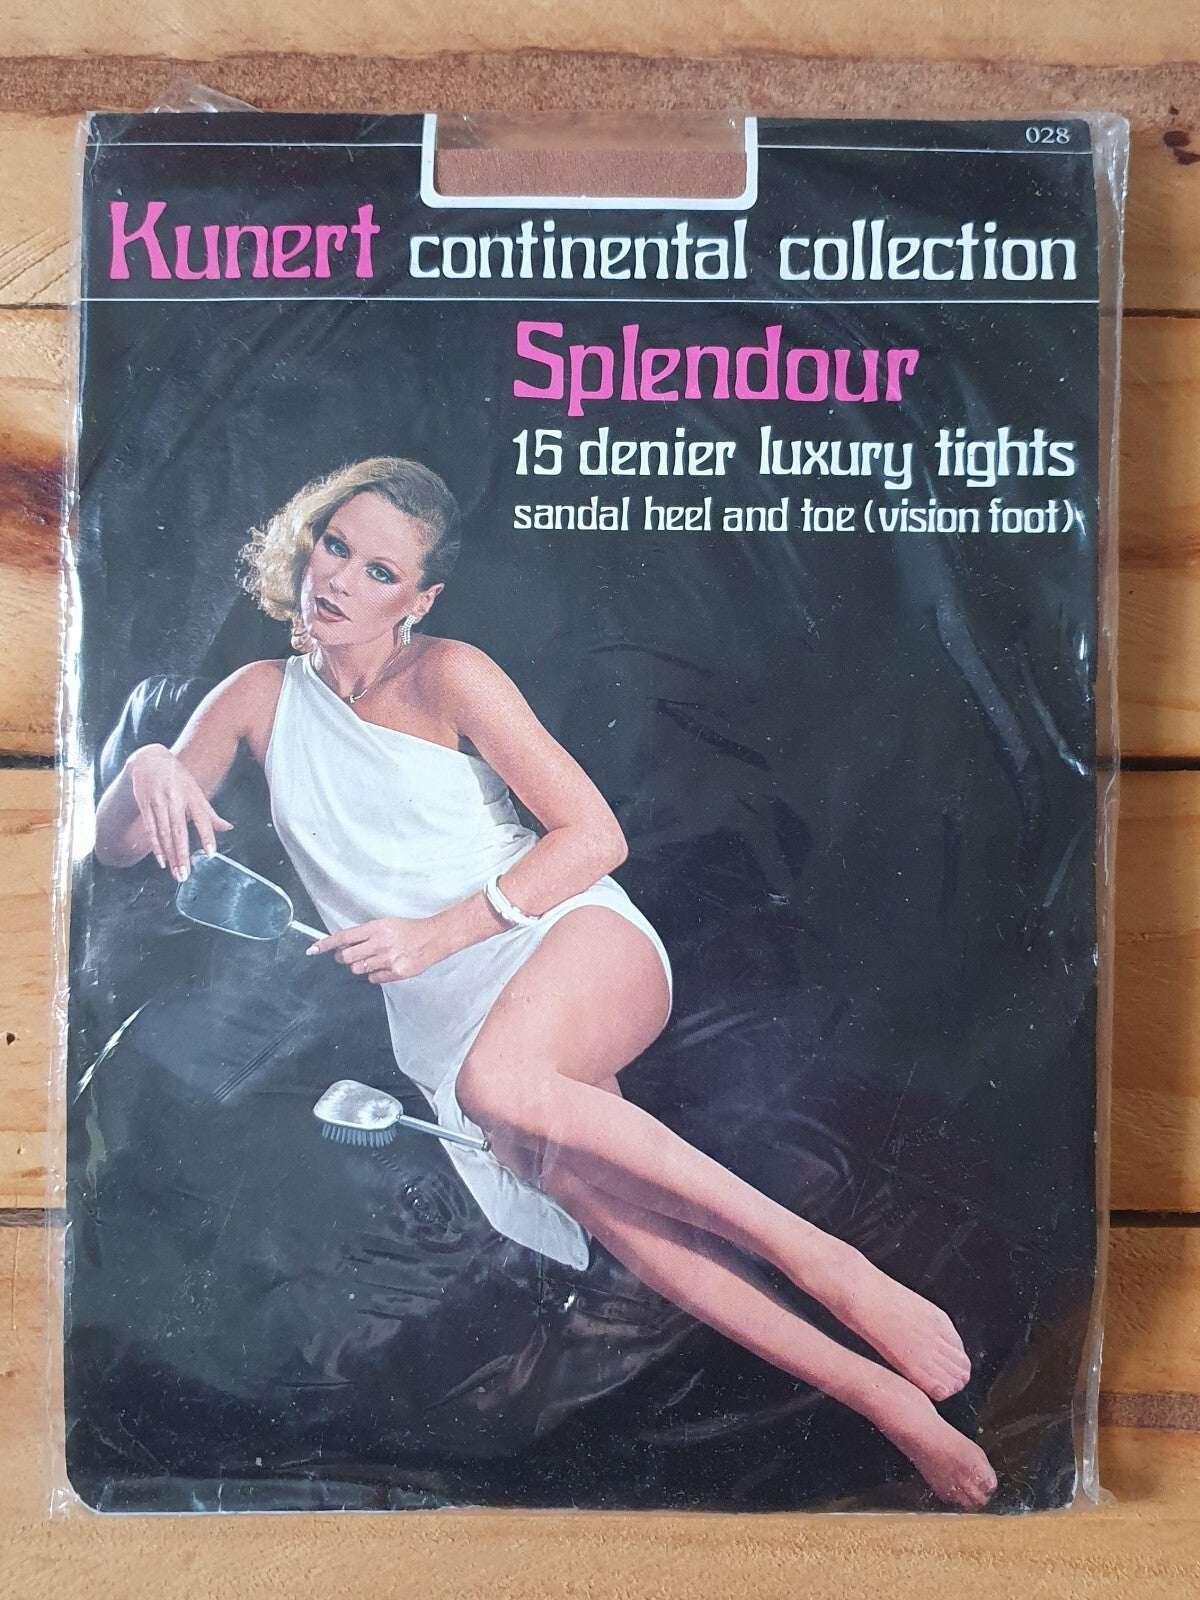 028
Kunert continental collection
Splendour
15 denier luxury tights
sandal heel and toe (vision foot)